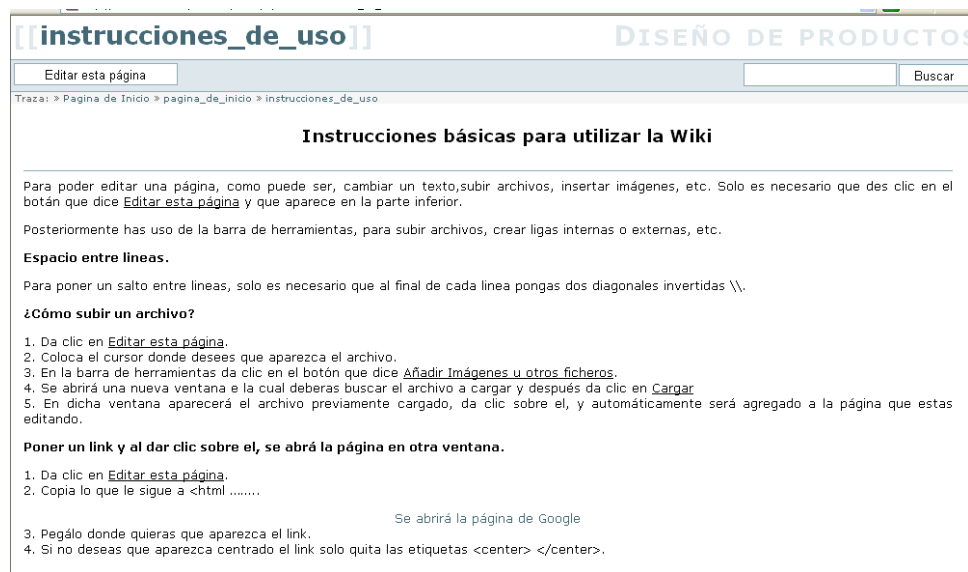 [[instrucciones_de_uso]] DISEÑO DE PRODUCTOS
Editar esta página Buscar
Traza: » Pagina de Inicio » pagina_de_inicio » instrucciones_de_uso
Instrucciones básicas para utilizar la Wiki
Para poder editar una página, como puede ser, cambiar un texto,subir archivos, insertar imágenes, etc. Solo es necesario que des clic en el
botán que dice Editar esta página y que aparece en la parte inferior.
Posteriormente has uso de la barra de herramientas, para subir archivos, crear ligas internas o externas, etc.
Espacio entre lineas.
Para poner un salto entre lineas, solo es necesario que al final de cada linea pongas dos diagonales invertidas \\.
¿Cómo subir un archivo?
1. Da clic en Editar esta página.
2. Coloca el cursor donde desees que aparezca el archivo.
3. En la barra de herramientas da clic en el botón que dice Añadir Imágenes u otros ficheros.
4. Se abrirá una nueva ventana e la cual deberas buscar el archivo a cargar y después da clic en Cargar
5. En dicha ventana aparecerá el archivo previamente cargado, da clic sobre el, y automáticamente será agregado a la página que estas
editando.
Poner un link y al dar clic sobre el, se abrá la página en otra ventana.
1. Da clic en Editar esta página.
2. Copia lo que le sigue a <html ........
Se abrirá la página de Google
3. Pegálo donde quieras que aparezca el link.
4. Si no deseas que aparezca centrado el link solo quita las etiquetas <center> </center>.